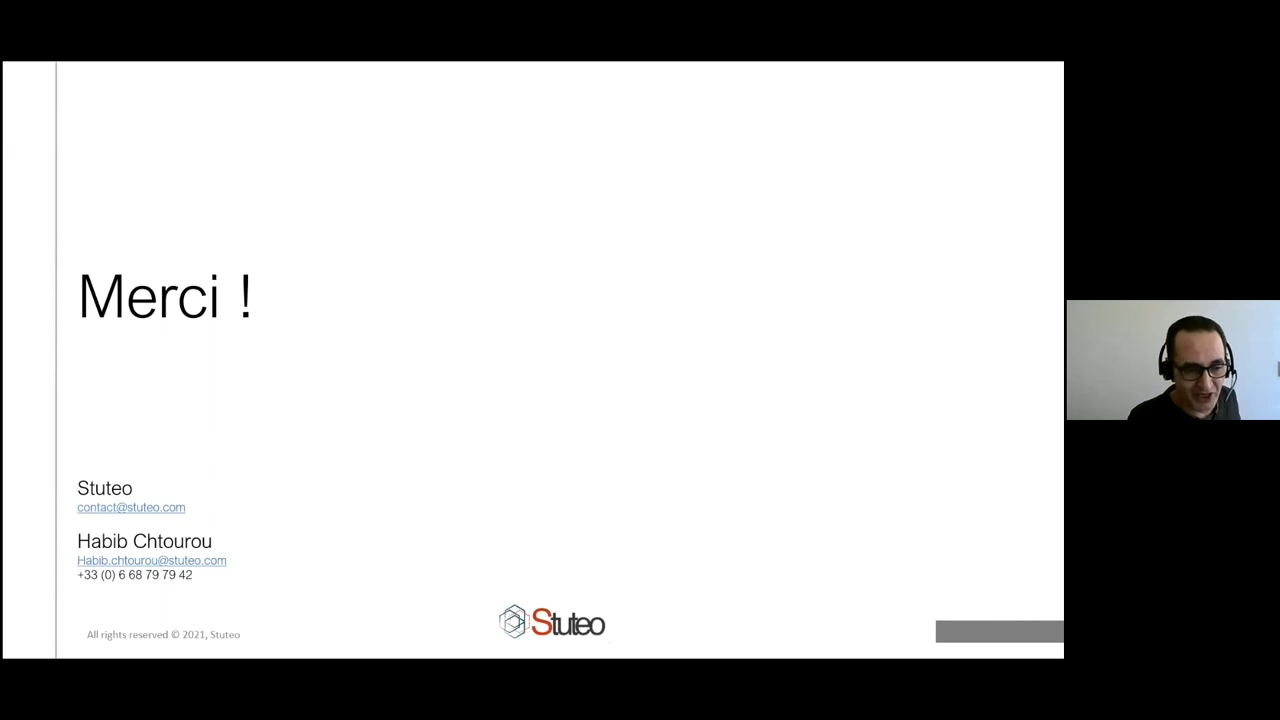 Merci !
Stuteo
contact@stuteo.com
Habib Chtourou
Habib.chtourou@stuteo.com
+33 (0) 6 68 79 79 42
All rights reserved © 2021, Stuteo
Stuteo